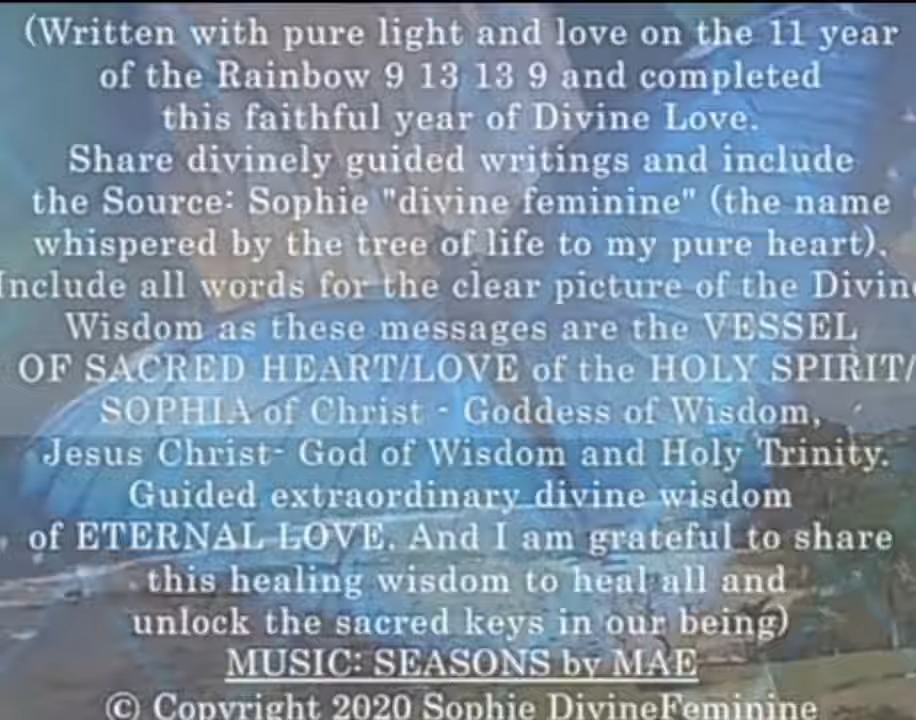 (Written with pure light and love on the 11 year
of the Rainbow 9 13 13 9 and completed
this faithful year of Divine Love.
Share divinely guided writings and include
the Source: Sophie "divine feminine" (the name
whispered by the tree of life to my pure heart).
Include all words for the clear picture of the Divin
Wisdom as these messages are the VESSEL
OF SACRED HEART/LOVE of the HOLY SPIRIT/
SOPHIA of Christ - Goddess of Wisdom,
Jesus Christ- God of Wisdom and Holy Trinity.
Guided extraordinary divine wisdom
of ETERNAL LOVE. And I am grateful to share
this healing wisdom to heal all and
unlock the sacred keys in our being)
MUSIC: SEASONS by MAE
© Copyright 2020 Sophie DivineFeminine